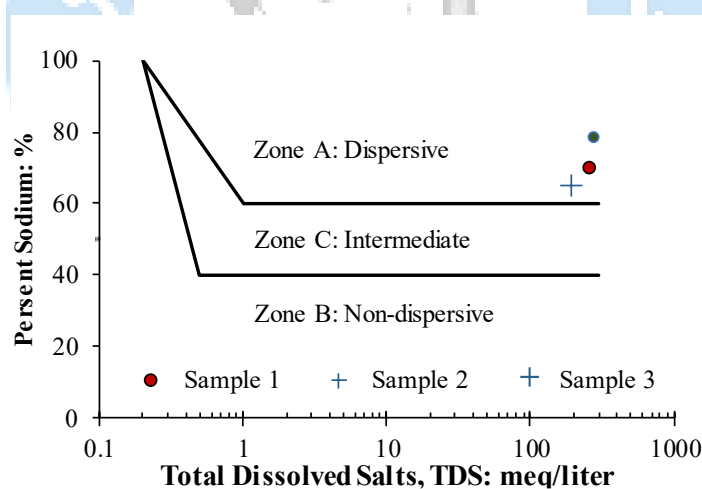 100
80
60
40
20
0
Persent Sodium: %
Zone A: Dispersive
Zone C: Intermediate
Zone B: Non-dispersive
Sample 1 Sample 2 Sample 3
0.1 1 10 100 1000
Total Dissolved Salts, TDS: meq/liter